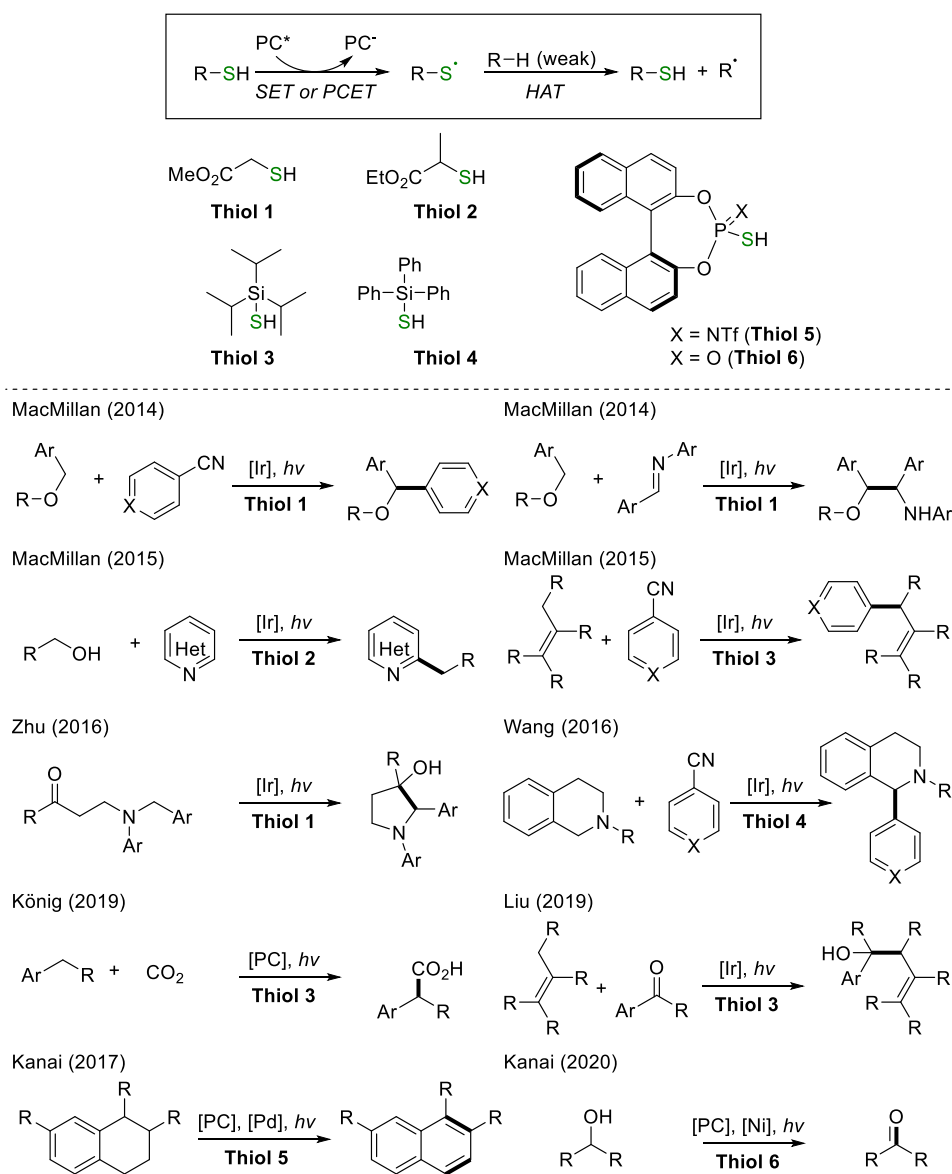 PC* PC-
R-SH R-S• R-H (weak) R-SH + R•
SET or PCET HAT
MeO2C SH
Thiol 1
EtO2C SH
Thiol 2
Si
SH
Thiol 3
Ph
Ph Si Ph
SH
Thiol 4
O X
P SH
O
X = NTf (Thiol 5)
X = O (Thiol 6)
MacMillan (2014)
Ar CN
R-O + X
[Ir], hv
Thiol 1
Ar
R-O X
MacMillan (2014)
Ar Ar
R-O + N
Ar
[Ir], hv
Thiol 1
Ar Ar
R-O NHAr
MacMillan (2015)
R OH + Het
N
[Ir], hv
Thiol 2
Het
N R
MacMillan (2015)
R CN
R R + X
R
[Ir], hv
Thiol 3
X R
R
R R
Zhu (2016)
O
R N Ar
Ar
[Ir], hv
Thiol 1
R OH
Ar
N
Ar
Wang (2016)
N R + CN
X
[Ir], hv
Thiol 4
N R
X
König (2019)
Ar R + CO2
[PC], hv
Thiol 3
CO2H
Ar R
Liu (2019)
R
R R + O
R Ar R
[Ir], hv
Thiol 3
R R
HO
Ar R
R R
Kanai (2017)
R R R
[PC], [Pd], hv
Thiol 5
R R R
Kanai (2020)
OH
R R
[PC], [Ni], hv
Thiol 6
O
R R